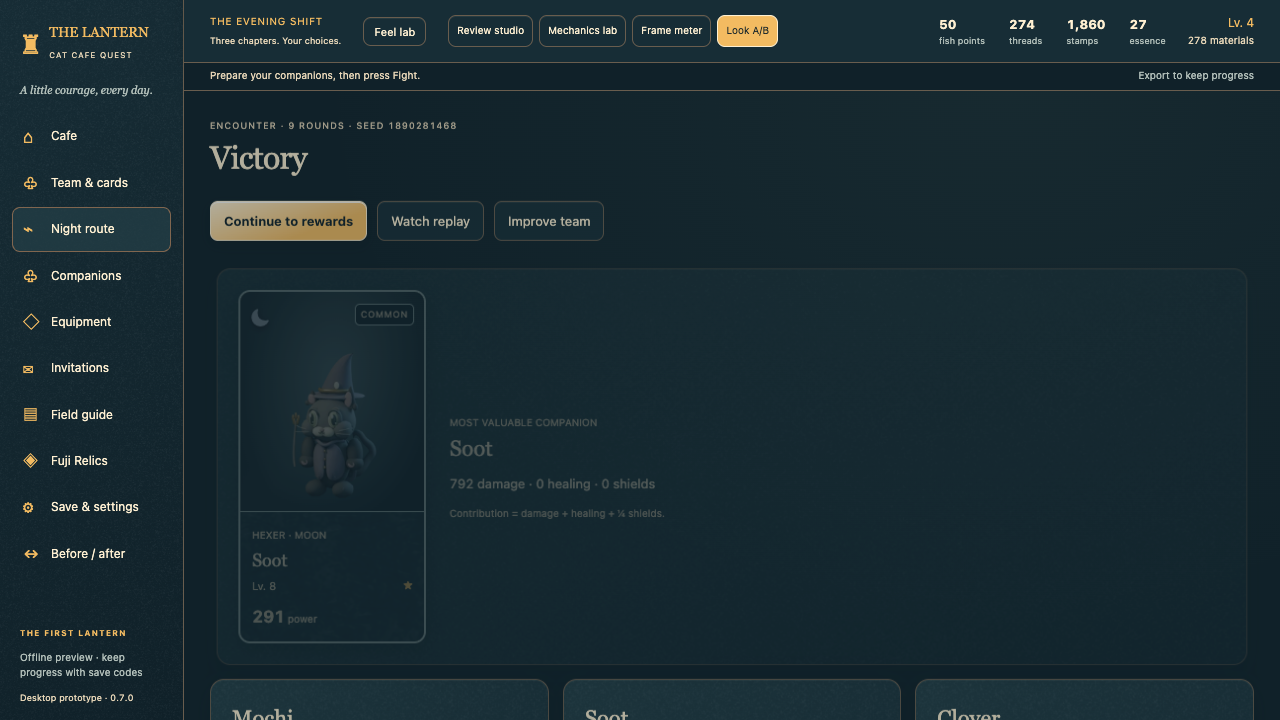 THE LANTERN
CAT CAFE QUEST
A little courage, every day.
Cafe
Team & cards
Night route
Companions
Equipment
Invitations
Field guide
Fuji Relics
Save & settings
Before / after
THE FIRST LANTERN
Offline preview · keep
progress with save codes
Desktop prototype · 0.7.0
THE EVENING SHIFT
Three chapters. Your choices.
Feel lab
Review studio
Mechanics lab
Frame meter
Look A/B
50
fish points
274
threads
1,860
stamps
27
essence
Lv. 4
278 materials
Prepare your companions, then press Fight.
Export to keep progress
ENCOUNTER · 9 ROUNDS · SEED 1890281468
Victory
Continue to rewards
Watch replay
Improve team
COMMON
HEXER · MOON
Soot
Lv. 8
291 power
MOST VALUABLE COMPANION
Soot
792 damage · 0 healing · 0 shields
Contribution = damage + healing + ¼ shields.
Mochi
Soot
Clover